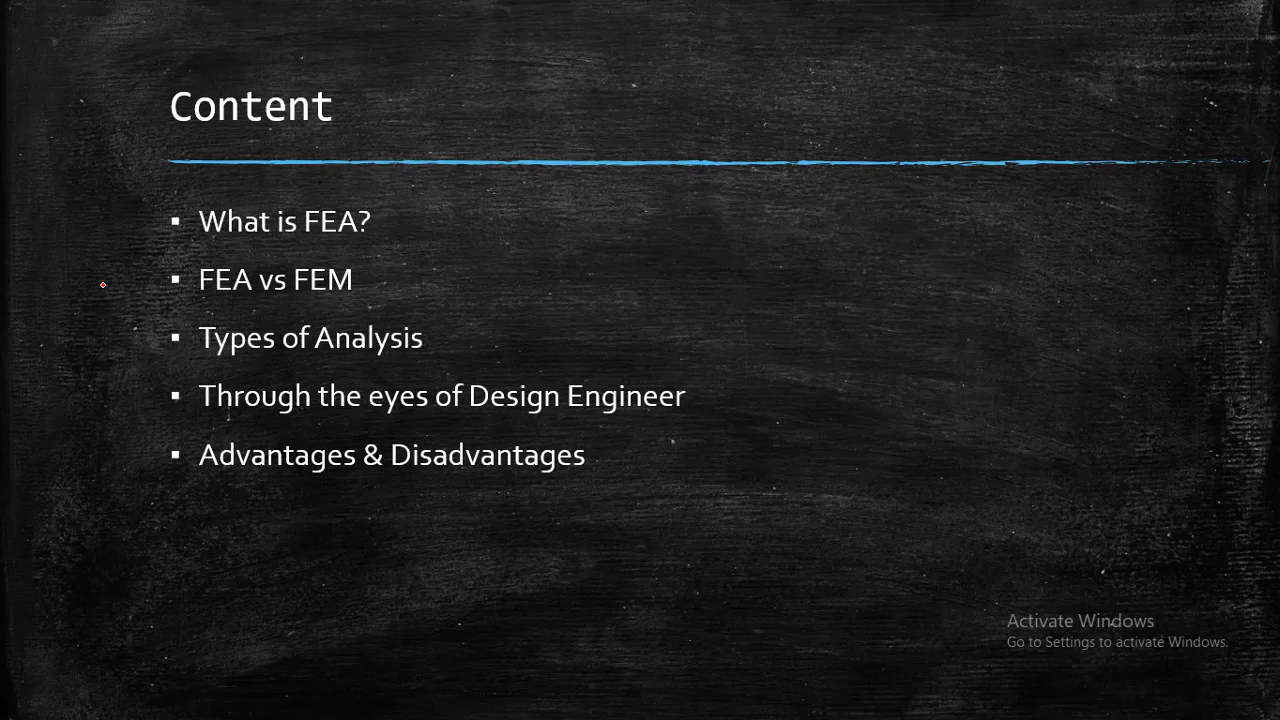 Content
▪ What is FEA?
▪ FEA vs FEM
▪ Types of Analysis
▪ Through the eyes of Design Engineer
▪ Advantages & Disadvantages
Activate Windows
Go to Settings to activate Windows.